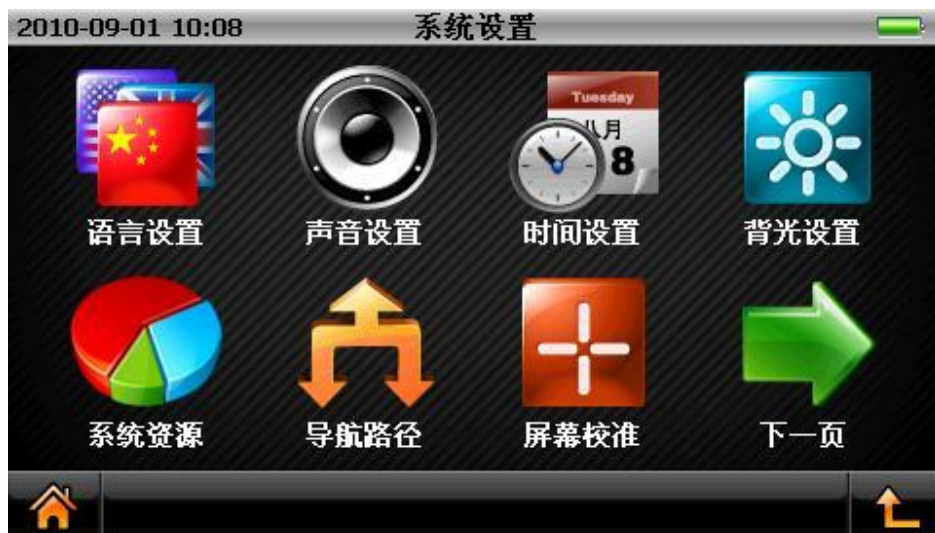 2010-09-01 10:08
系统设置
Tuesday
八月
8
语言设置
声音设置
时间设置
背光设置
系统资源
导航路径
屏幕校准
下一页